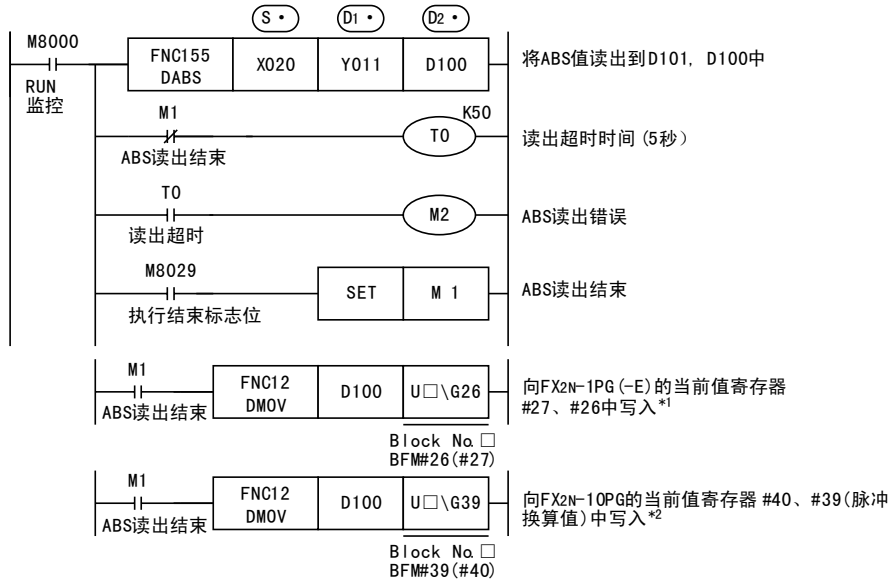 S・ D1・ D2・
M8000
RUN
监控
FNC155
DABS
X020
Y011
D100
将ABS值读出到D101, D100中
M1
ABS读出结束
K50
T0
读出超时时间 (5秒)
T0
读出超时
M2
ABS读出错误
M8029
执行结束标志位
SET
M 1
ABS读出结束
M1
ABS读出结束
FNC12
DMOV
D100
U□\G26
向FX2N-1PG(-E)的当前值寄存器
#27、#26中写入*1
Block No.□
BFM#26(#27)
M1
ABS读出结束
FNC12
DMOV
D100
U□\G39
向FX2N-10PG的当前值寄存器 #40、#39(脉冲
换算值)中写入*2
Block No.□
BFM#39(#40)